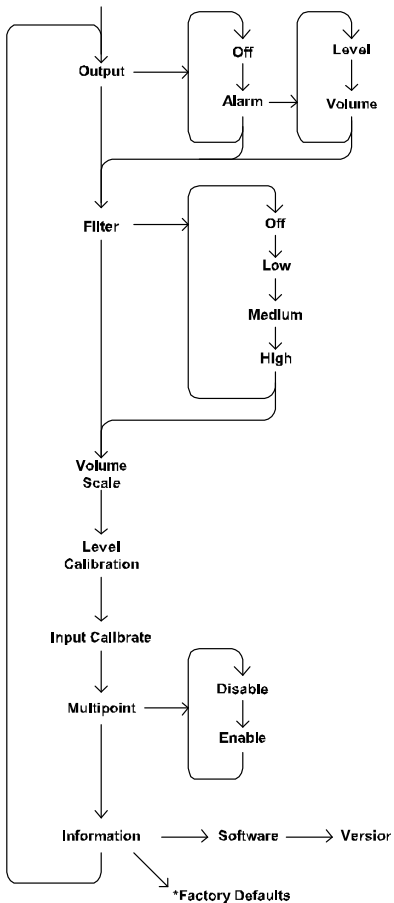 Output
Off
Alarm
Level
Volume
Filter
Off
Low
Medium
High
Volume
Scale
Level
Calibration
Input Calibrate
Multipoint
Disable
Enable
Information
Software
Version
*Factory Defaults